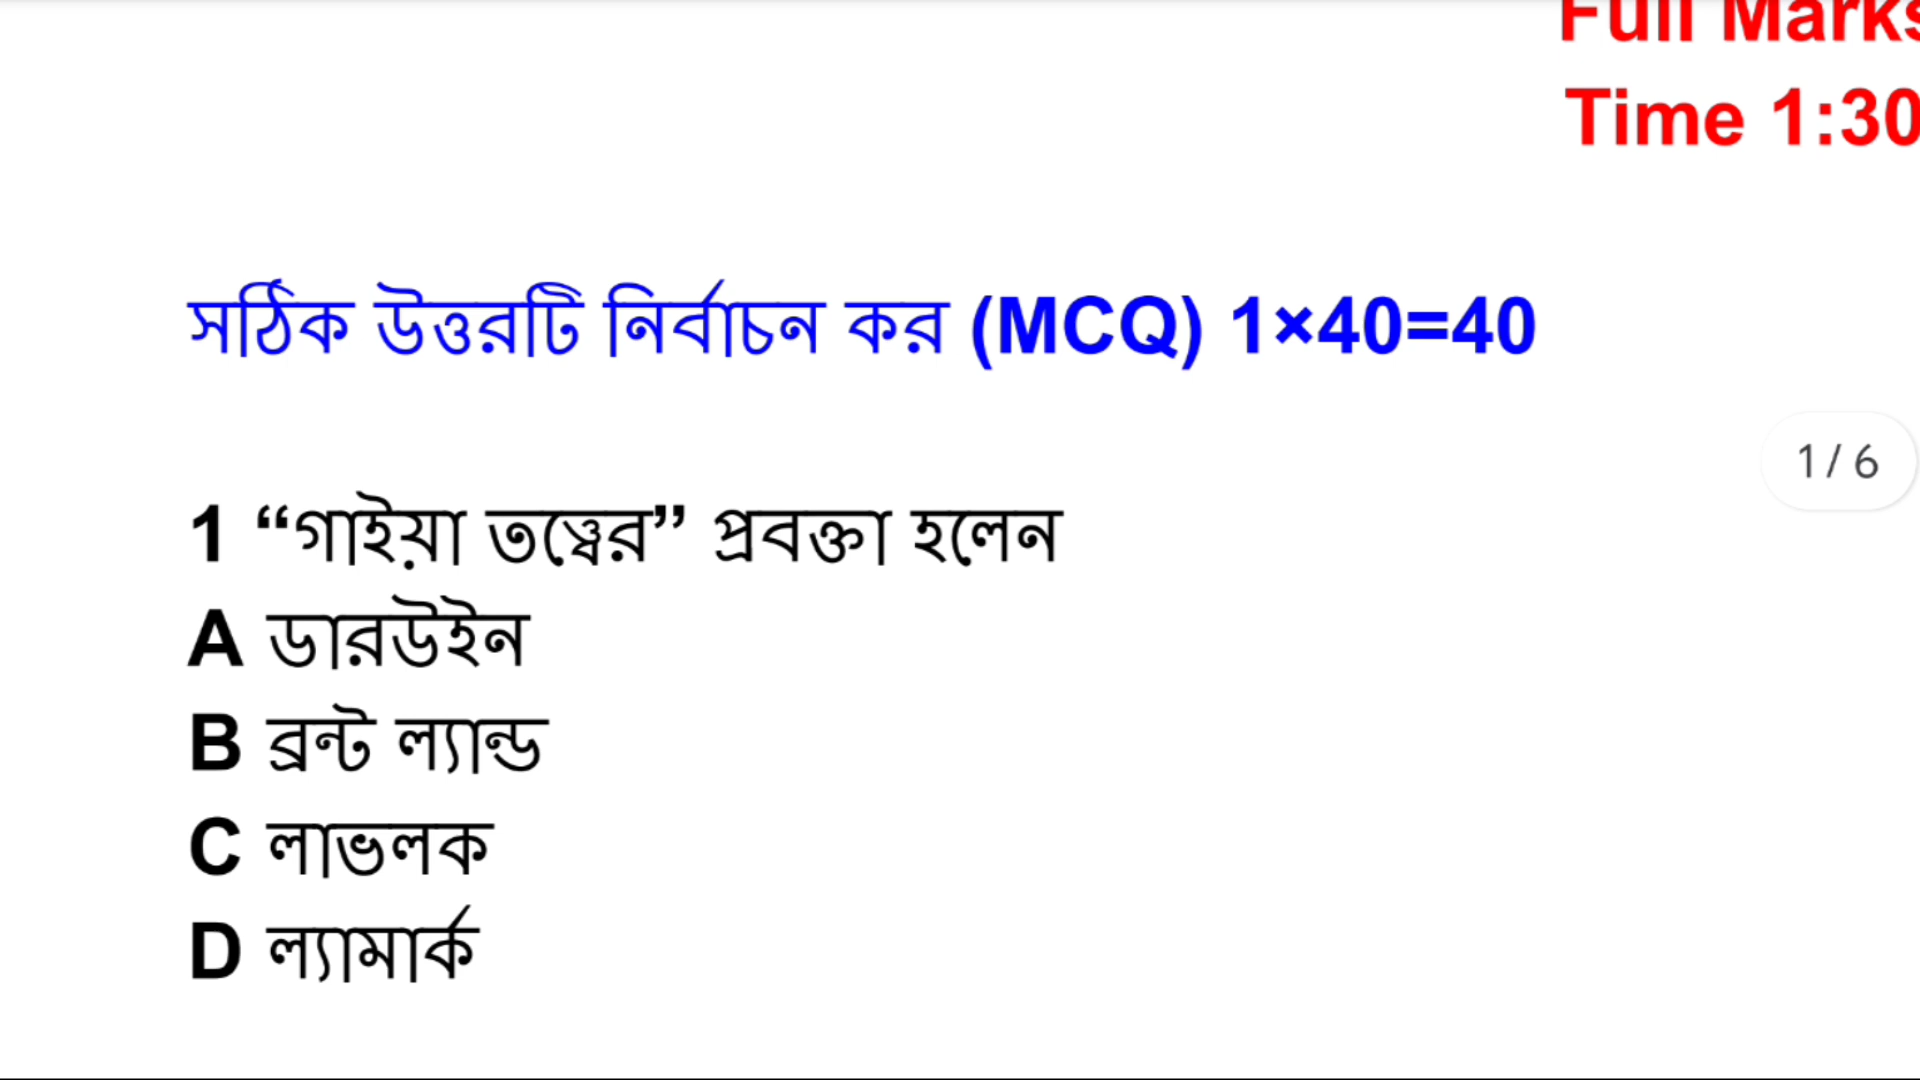 Full Marks
Time 1:30
সঠিক উত্তরটি নির্বাচন কর (MCQ) 1×40=40
1 / 6
1 “গাইয়া তত্ত্বের” প্রবক্তা হলেন
A ডারউইন
B ব্রন্ট ল্যান্ড
C লাভলক
D ল্যামার্ক